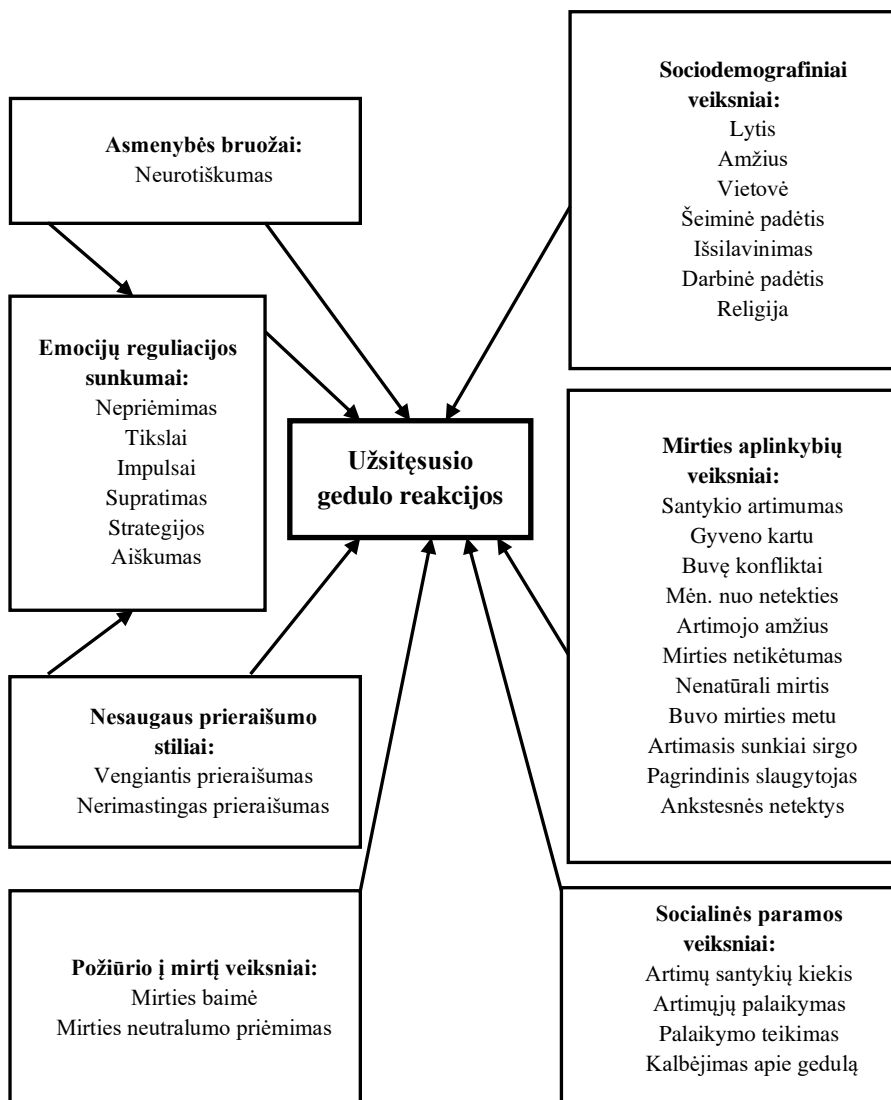 Sociodemografiniai
veiksniai:
Lytis
Amžius
Vietovė
Šeiminė padėtis
Išsilavinimas
Darbinė padėtis
Religija
Asmenybės bruožai:
Neurotiškumas
Emocijų reguliacijos
sunkumai:
Nepriėmimas
Tikslai
Impulsai
Supratimas
Strategijos
Aiškumas
Užsitęsusio
gedulo reakcijos
Mirties aplinkybių
veiksniai:
Santykio artimumas
Gyveno kartu
Buvę konfliktai
Mėn. nuo netekties
Artimojo amžius
Mirties netikėtumas
Nenatūrali mirtis
Buvo mirties metu
Artimasis sunkiai sirgo
Pagrindinis slaugytojas
Ankstesnės netektys
Nesaugaus prieraišumo
stiliai:
Vengiantis prieraišumas
Nerimastingas prieraišumas
Požiūrio į mirtį veiksniai:
Mirties baimė
Mirties neutralumo priėmimas
Socialinės paramos
veiksniai:
Artimų santykių kiekis
Artimųjų palaikymas
Palaikymo teikimas
Kalbėjimas apie gedulą